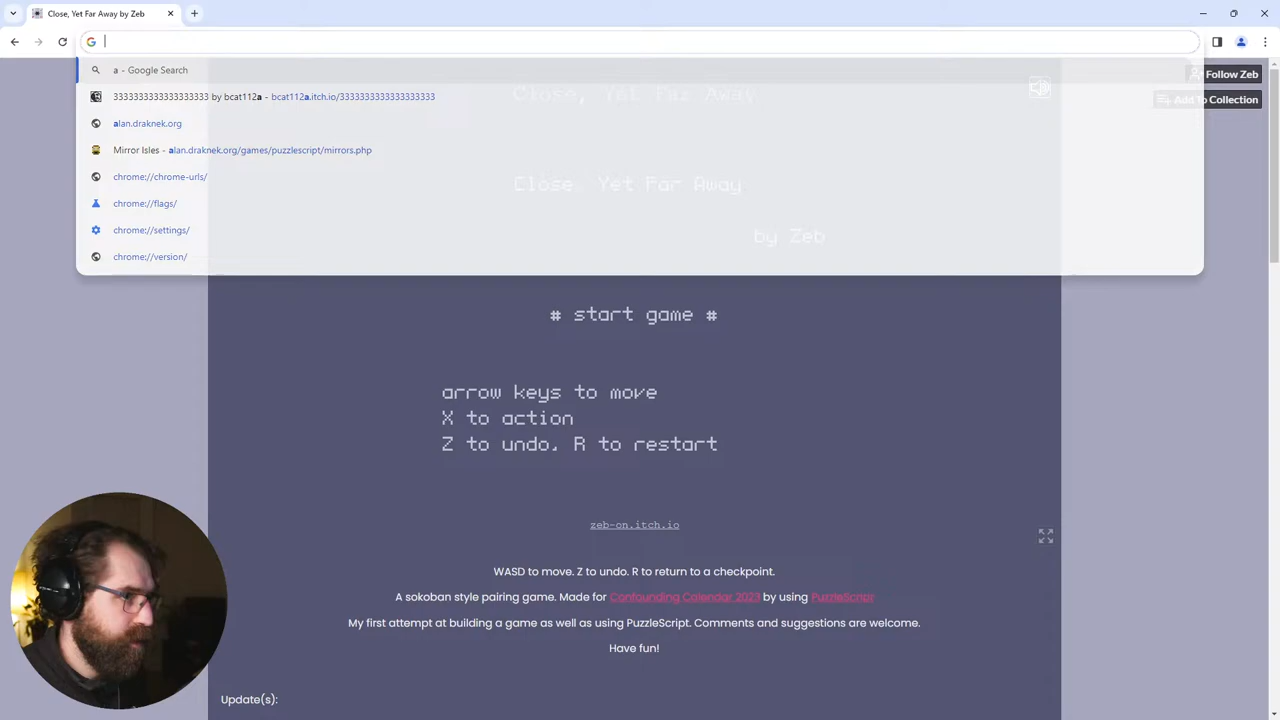 Close, Yet Far Away by Zeb
a - Google Search
333333333333333333 by bcat112a - bcat112a.itch.io/333333333333333333
alan.draknek.org
Mirror Isles - alan.draknek.org/games/puzzlescript/mirrors.php
chrome://chrome-urls/
chrome://flags/
chrome://settings/
chrome://version/
Follow Zeb
Add To Collection
Close, Yet Far Away
Close, Yet Far Away
by Zeb
# start game #
arrow keys to move
X to action
Z to undo, R to restart
zeb-on.itch.io
WASD to move. Z to undo. R to return to a checkpoint.
A sokoban style pairing game. Made for Confounding Calendar 2023 by using PuzzleScript
My first attempt at building a game as well as using PuzzleScript. Comments and suggestions are welcome.
Have fun!
Update(s):